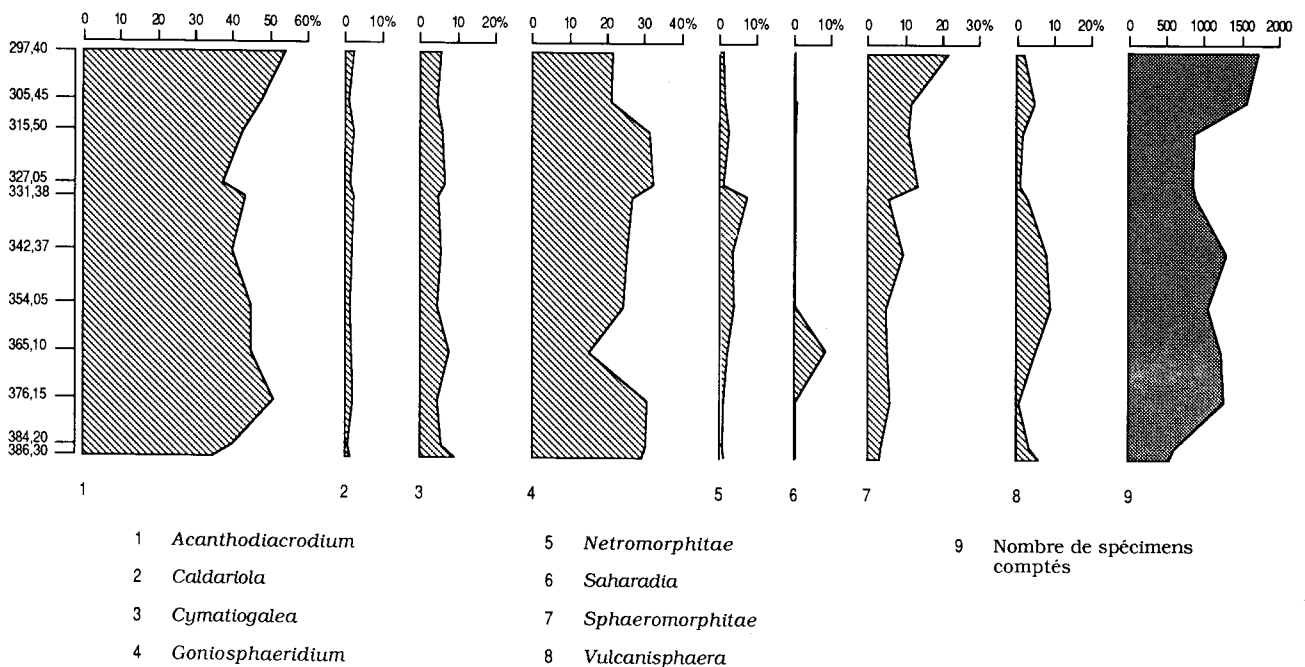 0 10 20 30 40 50 60%
0 10%
0 10 20%
0 10 20 30 40%
0 10%
0 10%
0 10 20 30%
0 10 20%
0 500 1000 1500 2000
297,40
305,45
315,50
327,05
331,38
342,37
354,05
365,10
376,15
384,20
386,30
1 2 3 4 5 6 7 8 9
1 Acanthodiacrodium
2 Caldariola
3 Cymatiogalea
4 Goniosphaeridium
5 Netromorphitae
6 Saharadia
7 Sphaeromorphitae
8 Vulcanisphaera
9 Nombre de spécimens
comptés